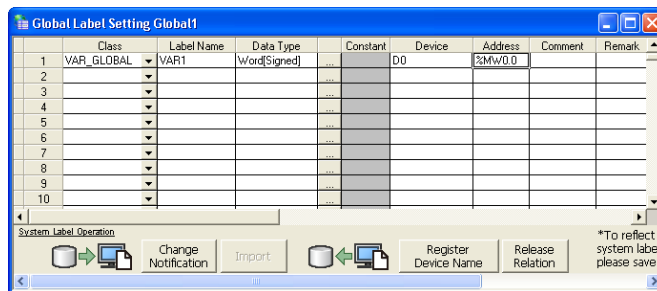 Global Label Setting Global1
Class Label Name Data Type Constant Device Address Comment Remark
1 VAR_GLOBAL VAR1 Word[Signed] ... D0 %MW0.0
2 ...
3 ...
4 ...
5 ...
6 ...
7 ...
8 ...
9 ...
10 ...
System Label Operation
Change Notification
Import
Register Device Name
Release Relation
*To reflect
system labe
please save